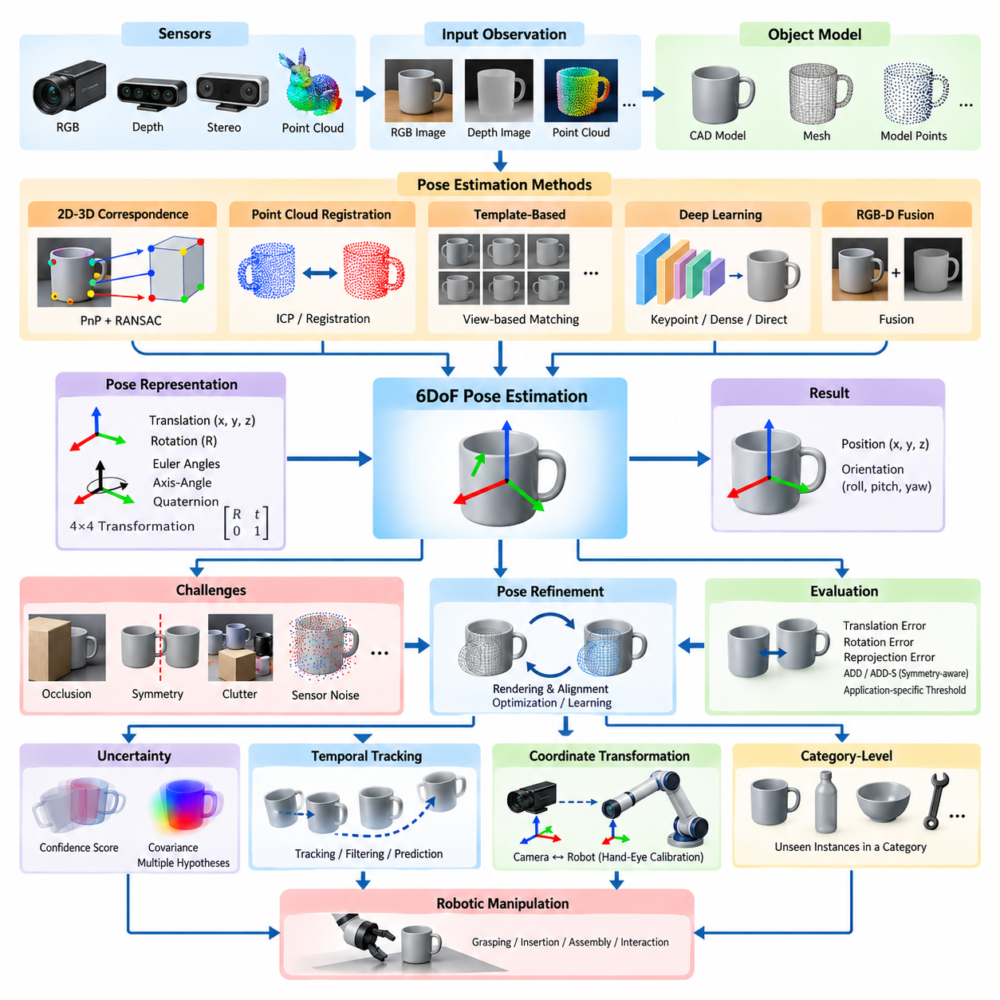 Sensors
RGB
Depth
Stereo
Point Cloud
Input Observation
RGB Image
Depth Image
Point Cloud
...
Object Model
CAD Model
Mesh
Model Points
...
Pose Estimation Methods
2D-3D Correspondence
PnP + RANSAC
Point Cloud Registration
ICP / Registration
Template-Based
...
View-based Matching
Deep Learning
Keypoint / Dense / Direct
RGB-D Fusion
+
Fusion
Pose Representation
Translation (x, y, z)
Rotation (R)
Euler Angles
Axis-Angle
Quaternion
4×4 Transformation
R t
0 1
6DoF Pose Estimation
Result
Position (x, y, z)
Orientation
(roll, pitch, yaw)
Challenges
Occlusion
Symmetry
Clutter
Sensor Noise
...
Pose Refinement
Rendering & Alignment
Optimization / Learning
Evaluation
Translation Error
Rotation Error
Reprojection Error
ADD / ADD-S (Symmetry-aware)
Application-specific Threshold
Uncertainty
Confidence Score
Covariance
Multiple Hypotheses
Temporal Tracking
Tracking / Filtering / Prediction
Coordinate Transformation
Camera ↔ Robot (Hand-Eye Calibration)
Category-Level
...
Unseen Instances in a Category
Robotic Manipulation
Grasping / Insertion / Assembly / Interaction